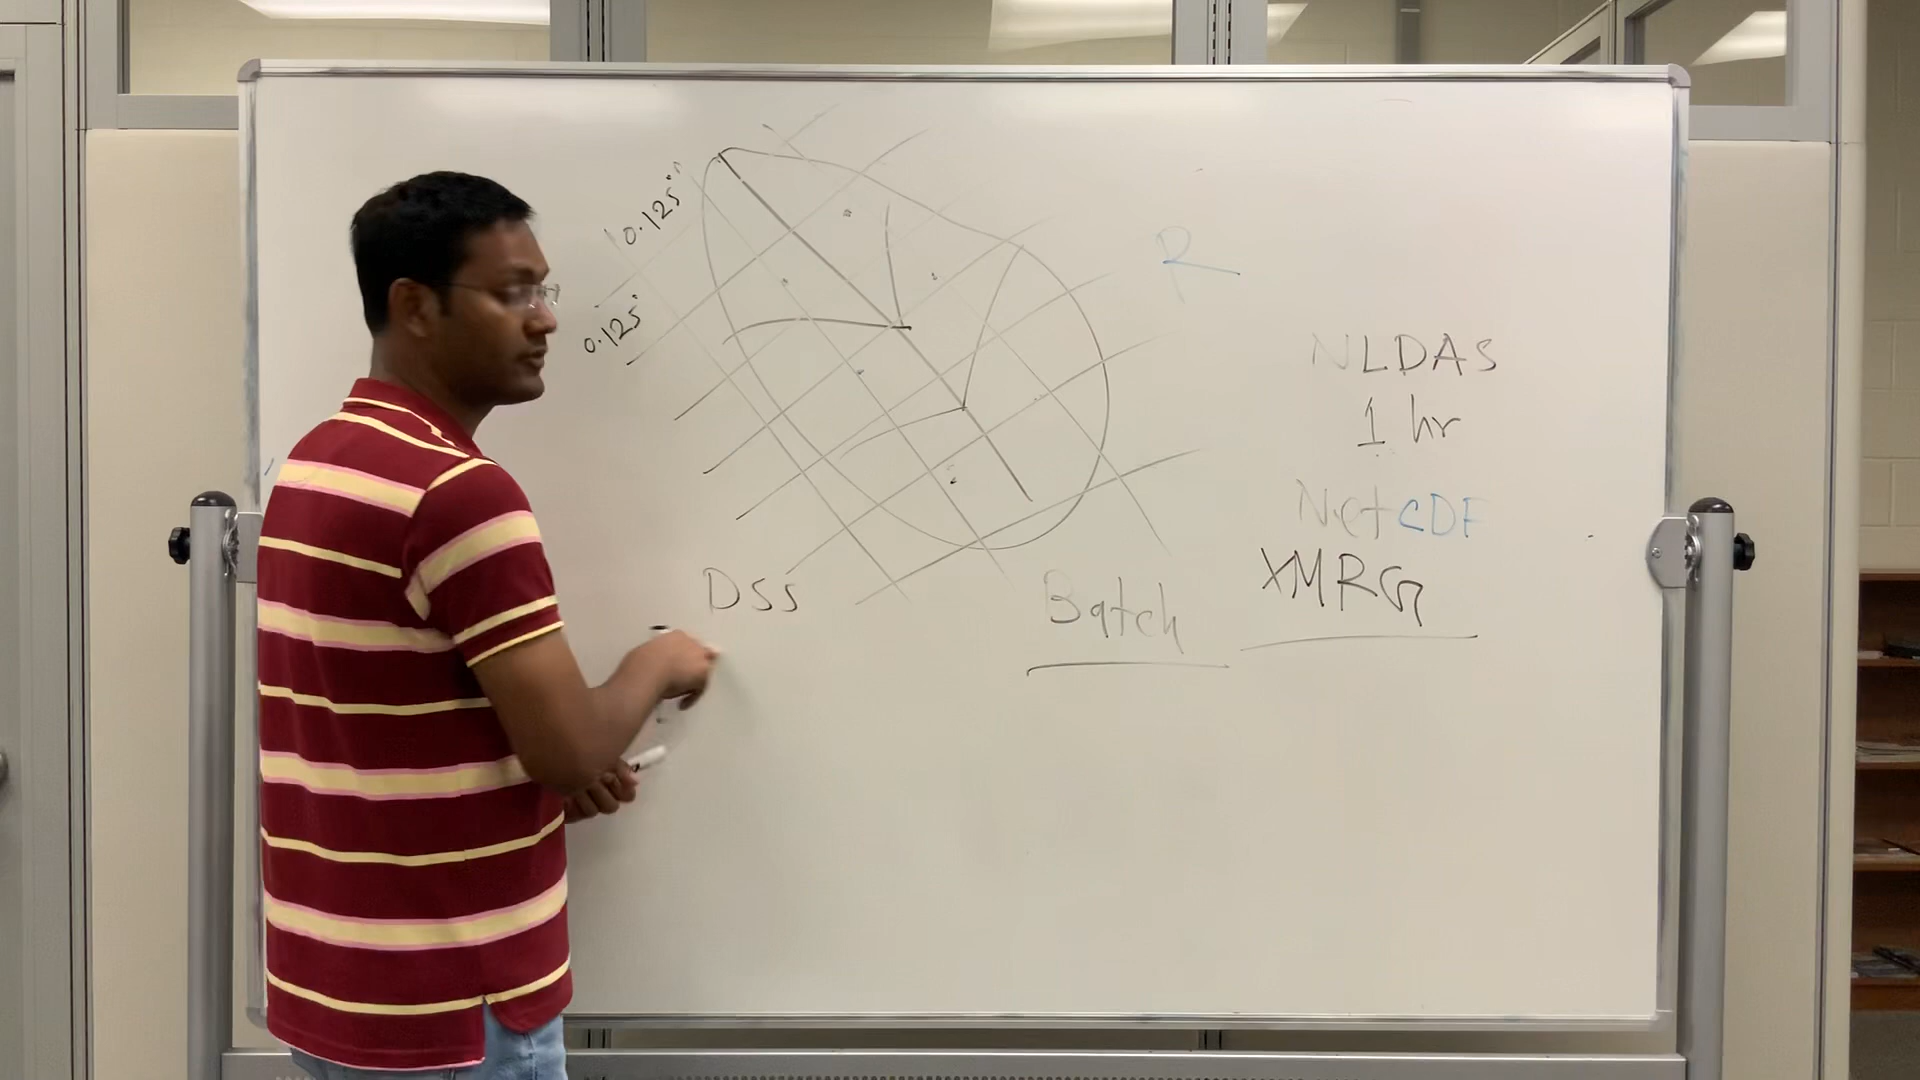 0.125°
0.125°
R
NLDAS
1 hr
NetCDF
XMRG
DSS
Batch